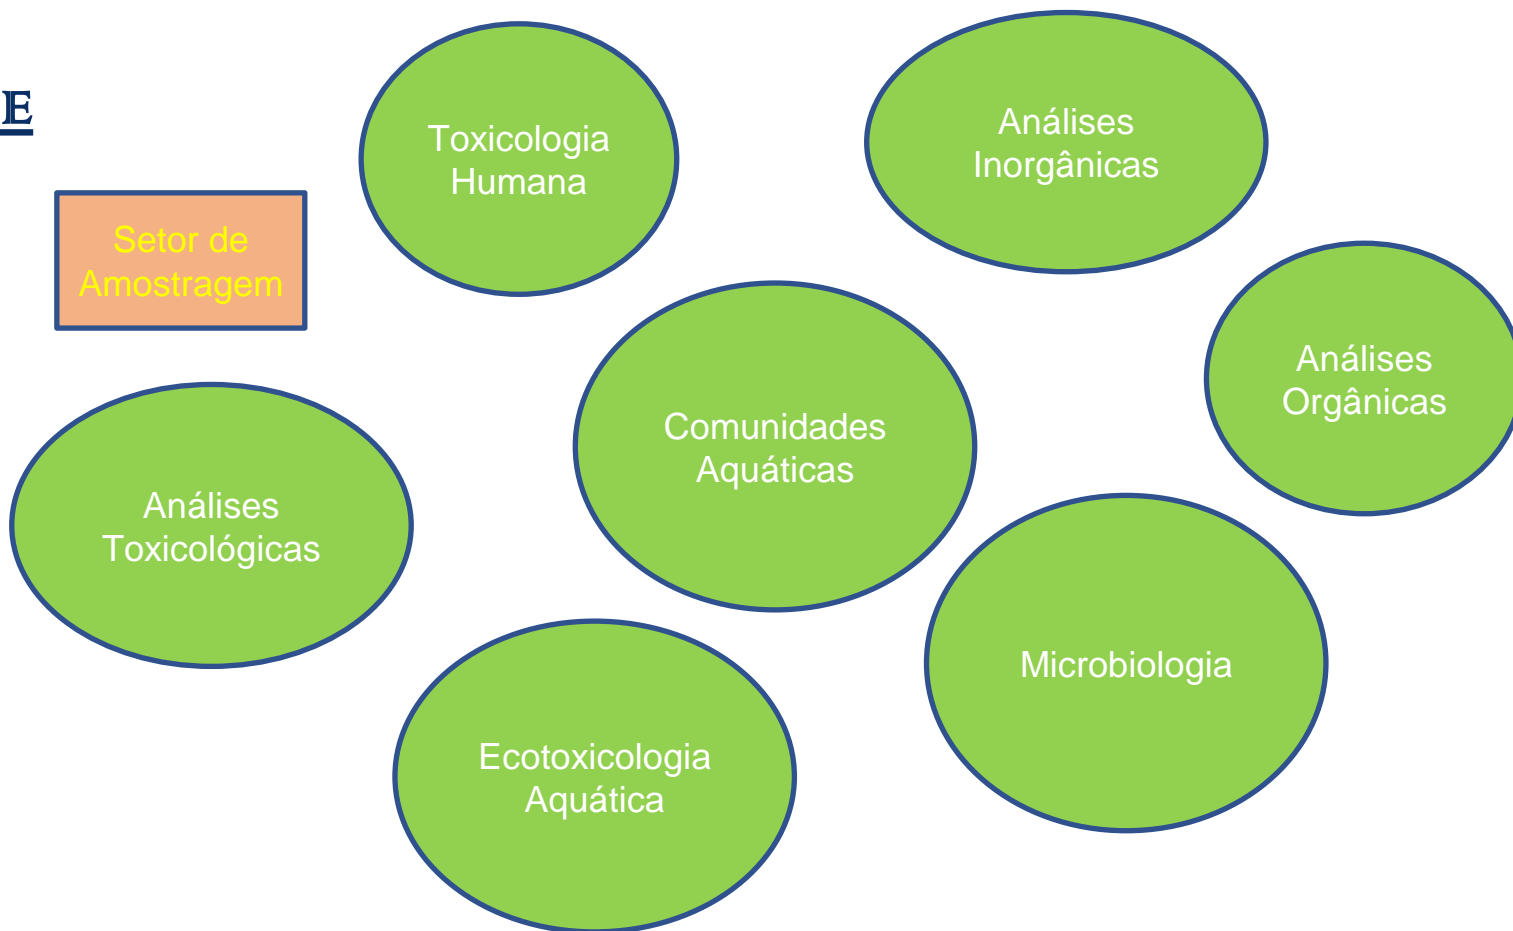 E
Toxicologia
Humana
Análises
Inorgânicas
Setor de
Amostragem
Análises
Orgânicas
Comunidades
Aquáticas
Análises
Toxicológicas
Microbiologia
Ecotoxicologia
Aquática